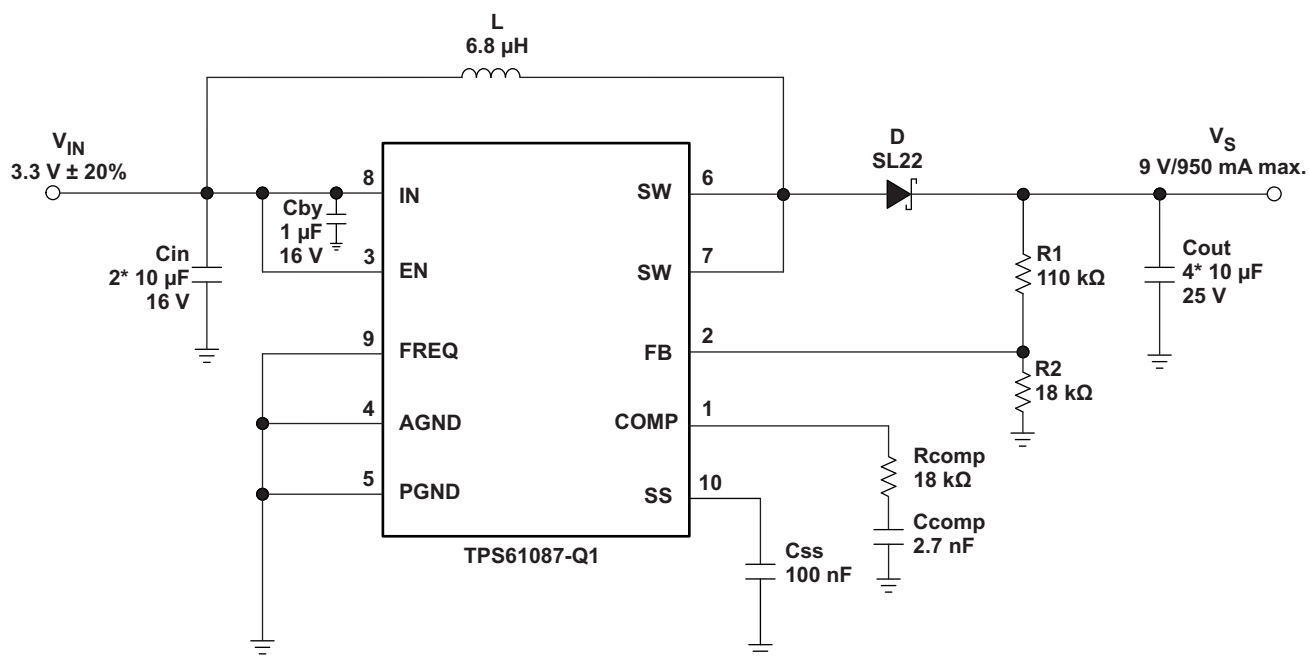 L
6.8 µH
V_IN
3.3 V ± 20%
D
SL22
V_S
9 V/950 mA max.
8
IN
SW
6
Cby
1 µF
16 V
Cin
2* 10 µF
16 V
3
EN
SW
7
R1
110 kΩ
Cout
4* 10 µF
25 V
9
FREQ
FB
2
R2
18 kΩ
4
AGND
COMP
1
Rcomp
18 kΩ
5
PGND
SS
10
Ccomp
2.7 nF
Css
100 nF
TPS61087-Q1